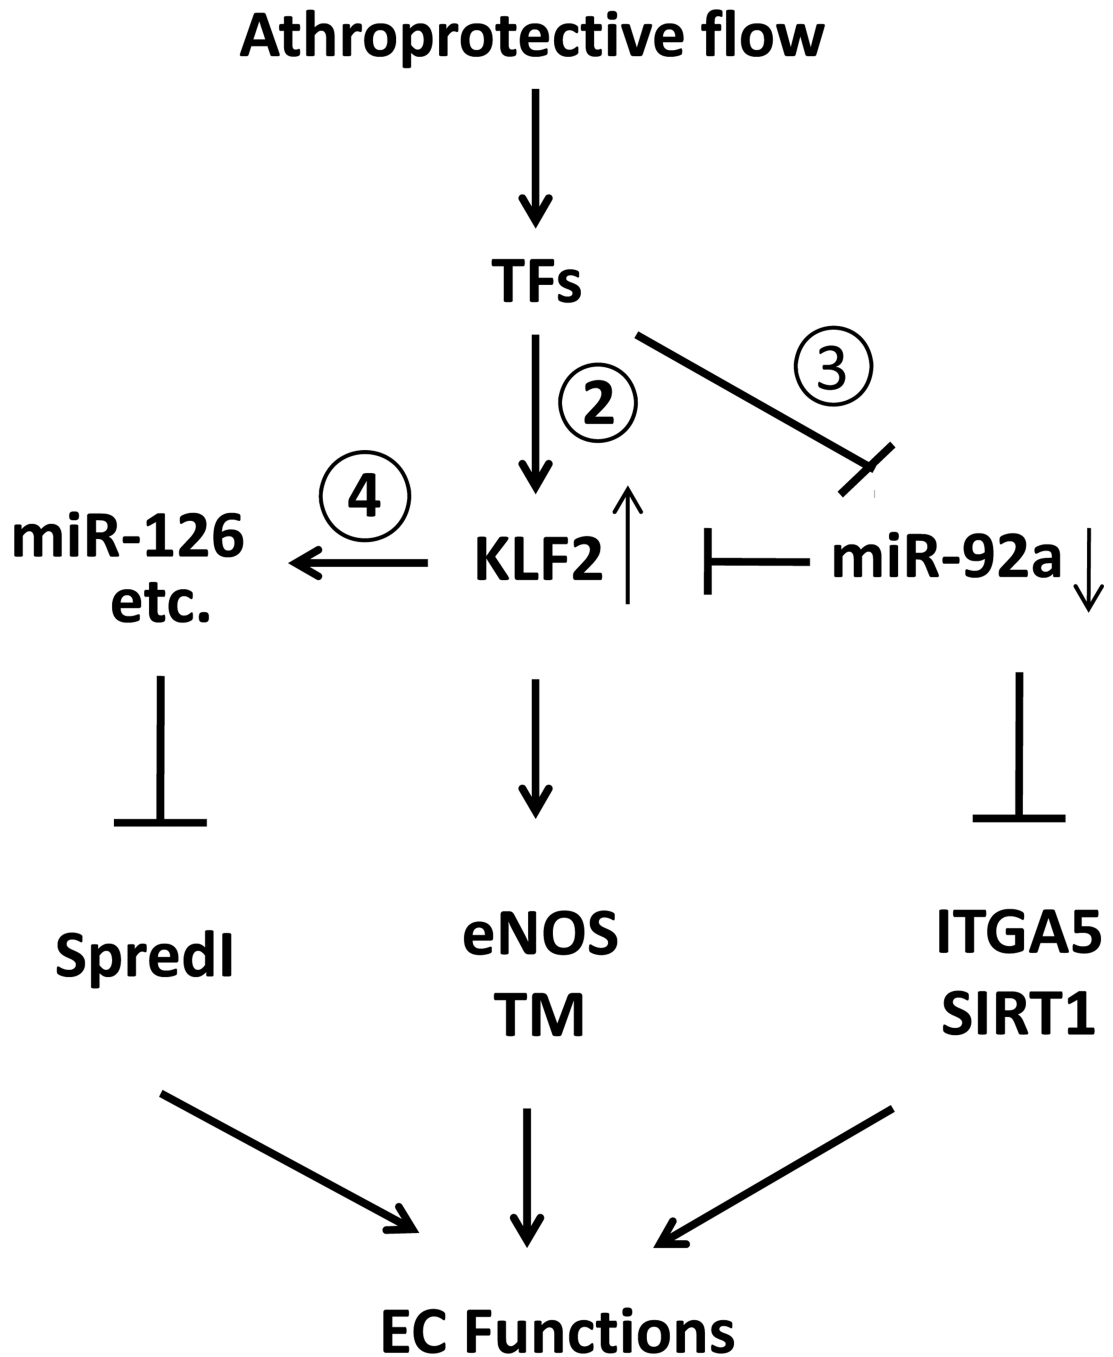 Athroprotective flow
TFs
2
3
4
miR-126
etc.
KLF2
miR-92a
SpredI
eNOS
TM
ITGA5
SIRT1
EC Functions